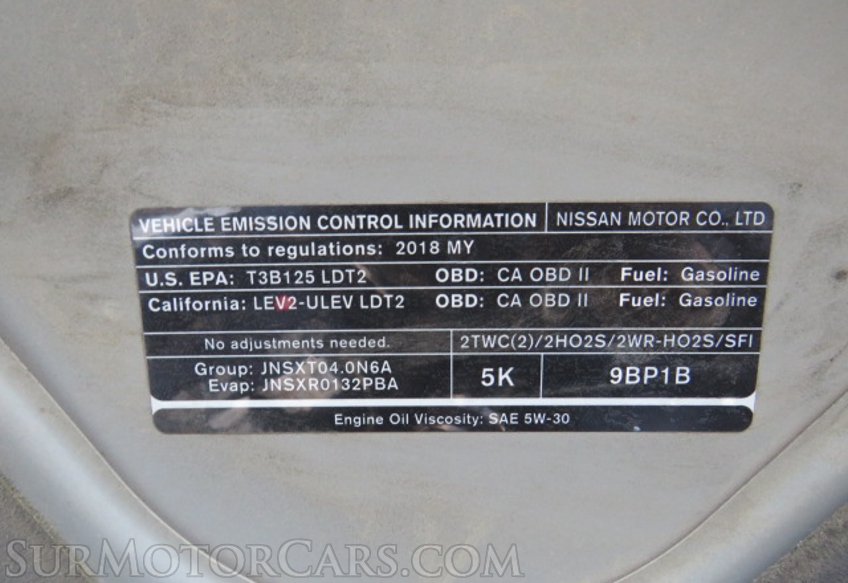 VEHICLE EMISSION CONTROL INFORMATION NISSAN MOTOR CO., LTD
Conforms to regulations: 2018 MY
U.S. EPA: T3B125 LDT2 OBD: CA OBD II Fuel: Gasoline
California: LEV2-ULEV LDT2 OBD: CA OBD II Fuel: Gasoline
No adjustments needed. 2TWC(2)/2HO2S/2WR-HO2S/SFI
Group: JNSXT04.0N6A
Evap: JNSXR0132PBA
5K 9BP1B
Engine Oil Viscosity: SAE 5W-30
SURMOTORCARS.COM